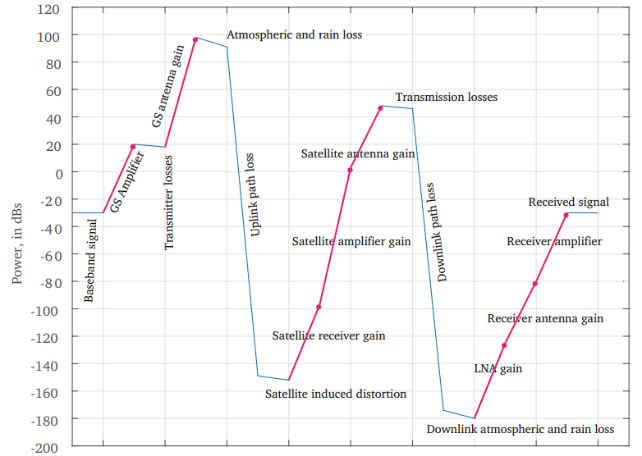 120
100
80
60
40
20
0
-20
-40
-60
-80
-100
-120
-140
-160
-180
-200
Power, in dBs
Baseband signal
GS Amplifier
Transmitter losses
GS antenna gain
Atmospheric and rain loss
Uplink path loss
Satellite induced distortion
Satellite receiver gain
Satellite amplifier gain
Satellite antenna gain
Transmission losses
Downlink path loss
Downlink atmospheric and rain loss
LNA gain
Receiver antenna gain
Receiver amplifier
Received signal